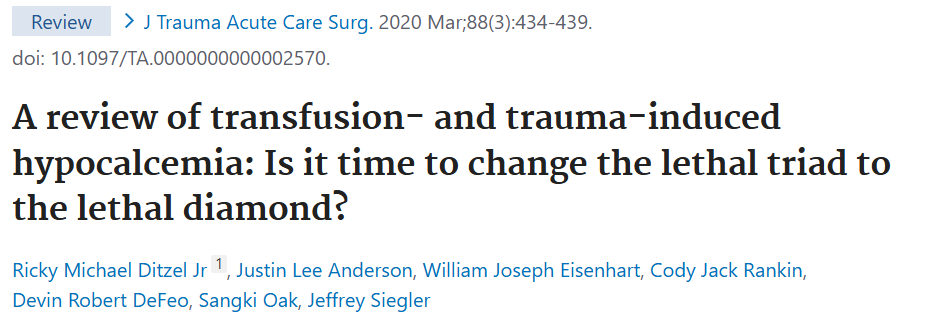 Review > J Trauma Acute Care Surg. 2020 Mar;88(3):434-439.
doi: 10.1097/TA.0000000000002570.
A review of transfusion- and trauma-induced
hypocalcemia: Is it time to change the lethal triad to
the lethal diamond?
Ricky Michael Ditzel Jr 1, Justin Lee Anderson, William Joseph Eisenhart, Cody Jack Rankin,
Devin Robert DeFeo, Sangki Oak, Jeffrey Siegler